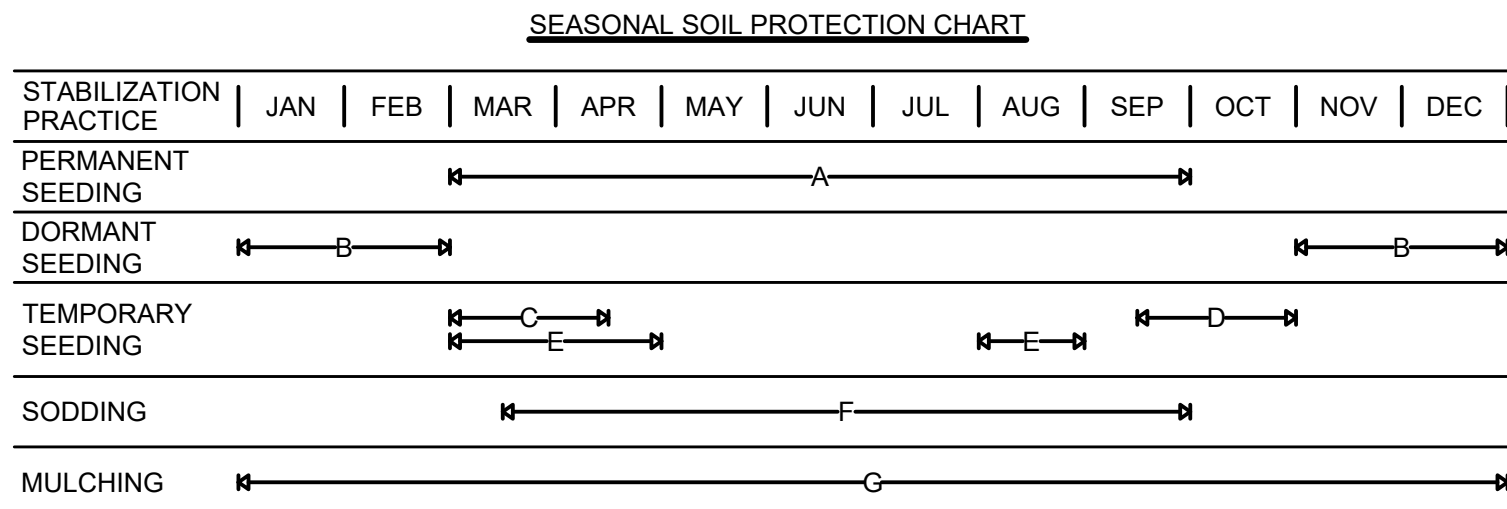 SEASONAL SOIL PROTECTION CHART
STABILIZATION
PRACTICE
JAN FEB MAR APR MAY JUN JUL AUG SEP OCT NOV DEC
PERMANENT
SEEDING
A
DORMANT
SEEDING
B B
TEMPORARY
SEEDING
C D
E E
SODDING
F
MULCHING
G